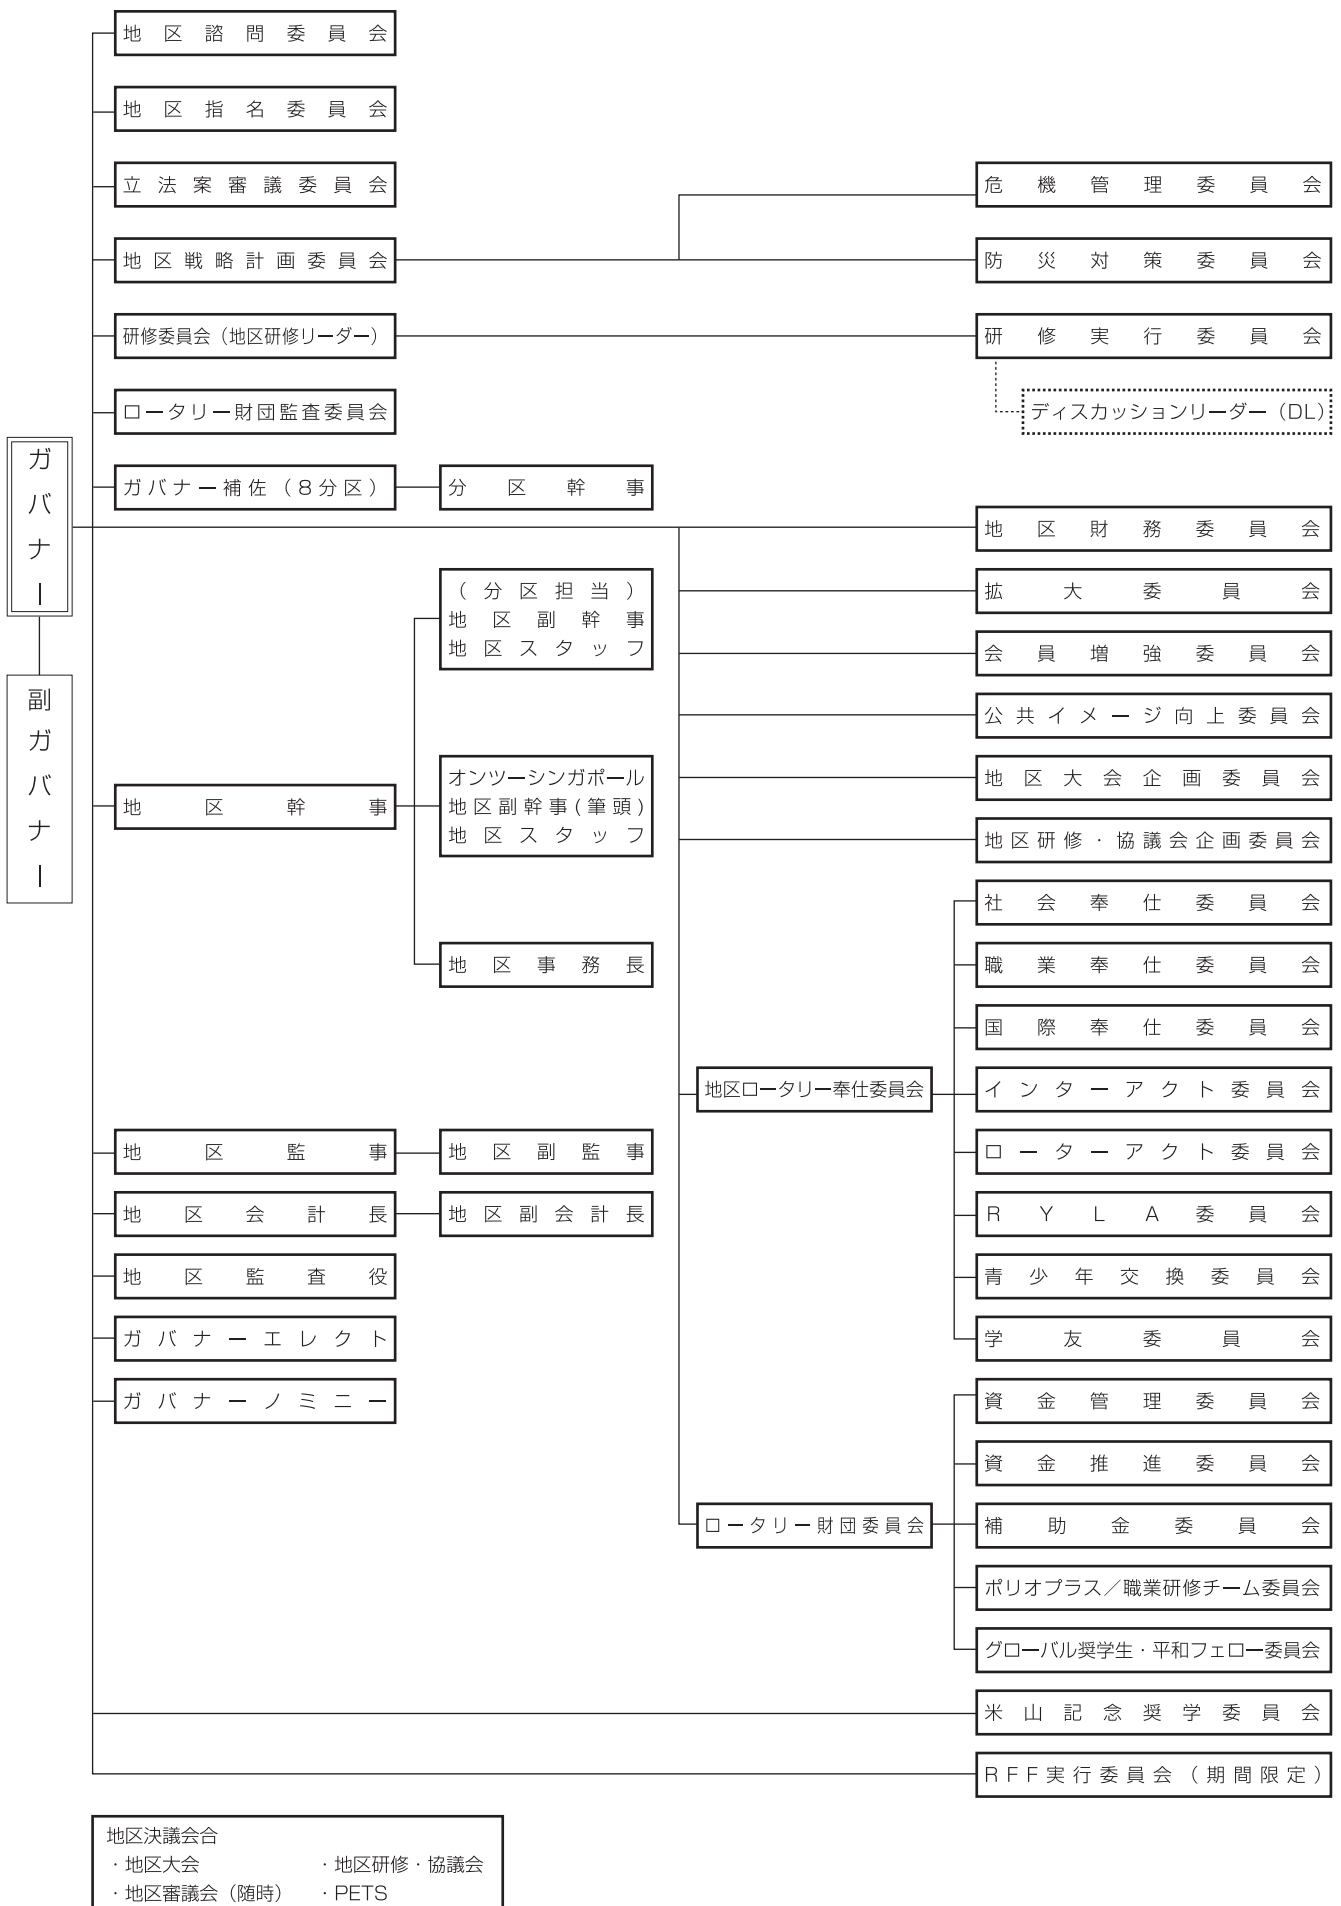 地区諮問委員会
地区指名委員会
立法案審議委員会
危機管理委員会
地区戦略計画委員会
防災対策委員会
研修委員会（地区研修リーダー）
研修実行委員会
ロータリー財団監査委員会
ディスカッションリーダー（DL）
ガバナー
副ガバナー
ガバナー補佐（8分区）
分区幹事
地区財務委員会
（分区担当）
地区副幹事
地区スタッフ
拡大委員会
会員増強委員会
公共イメージ向上委員会
地区幹事
オンツーシンガポール
地区副幹事(筆頭)
地区スタッフ
地区大会企画委員会
地区研修・協議会企画委員会
地区事務長
地区ロータリー奉仕委員会
社会奉仕委員会
職業奉仕委員会
国際奉仕委員会
インターアクト委員会
ローターアクト委員会
RYLA委員会
青少年交換委員会
学友委員会
地区監事
地区副監事
地区会計長
地区副会計長
地区監査役
ガバナーエレクト
ガバナーノミニー
ロータリー財団委員会
資金管理委員会
資金推進委員会
補助金委員会
ポリオプラス／職業研修チーム委員会
グローバル奨学生・平和フェロー委員会
米山記念奨学委員会
RFF実行委員会（期間限定）
地区決議会合
・地区大会　・地区研修・協議会
・地区審議会（随時）　・PETS